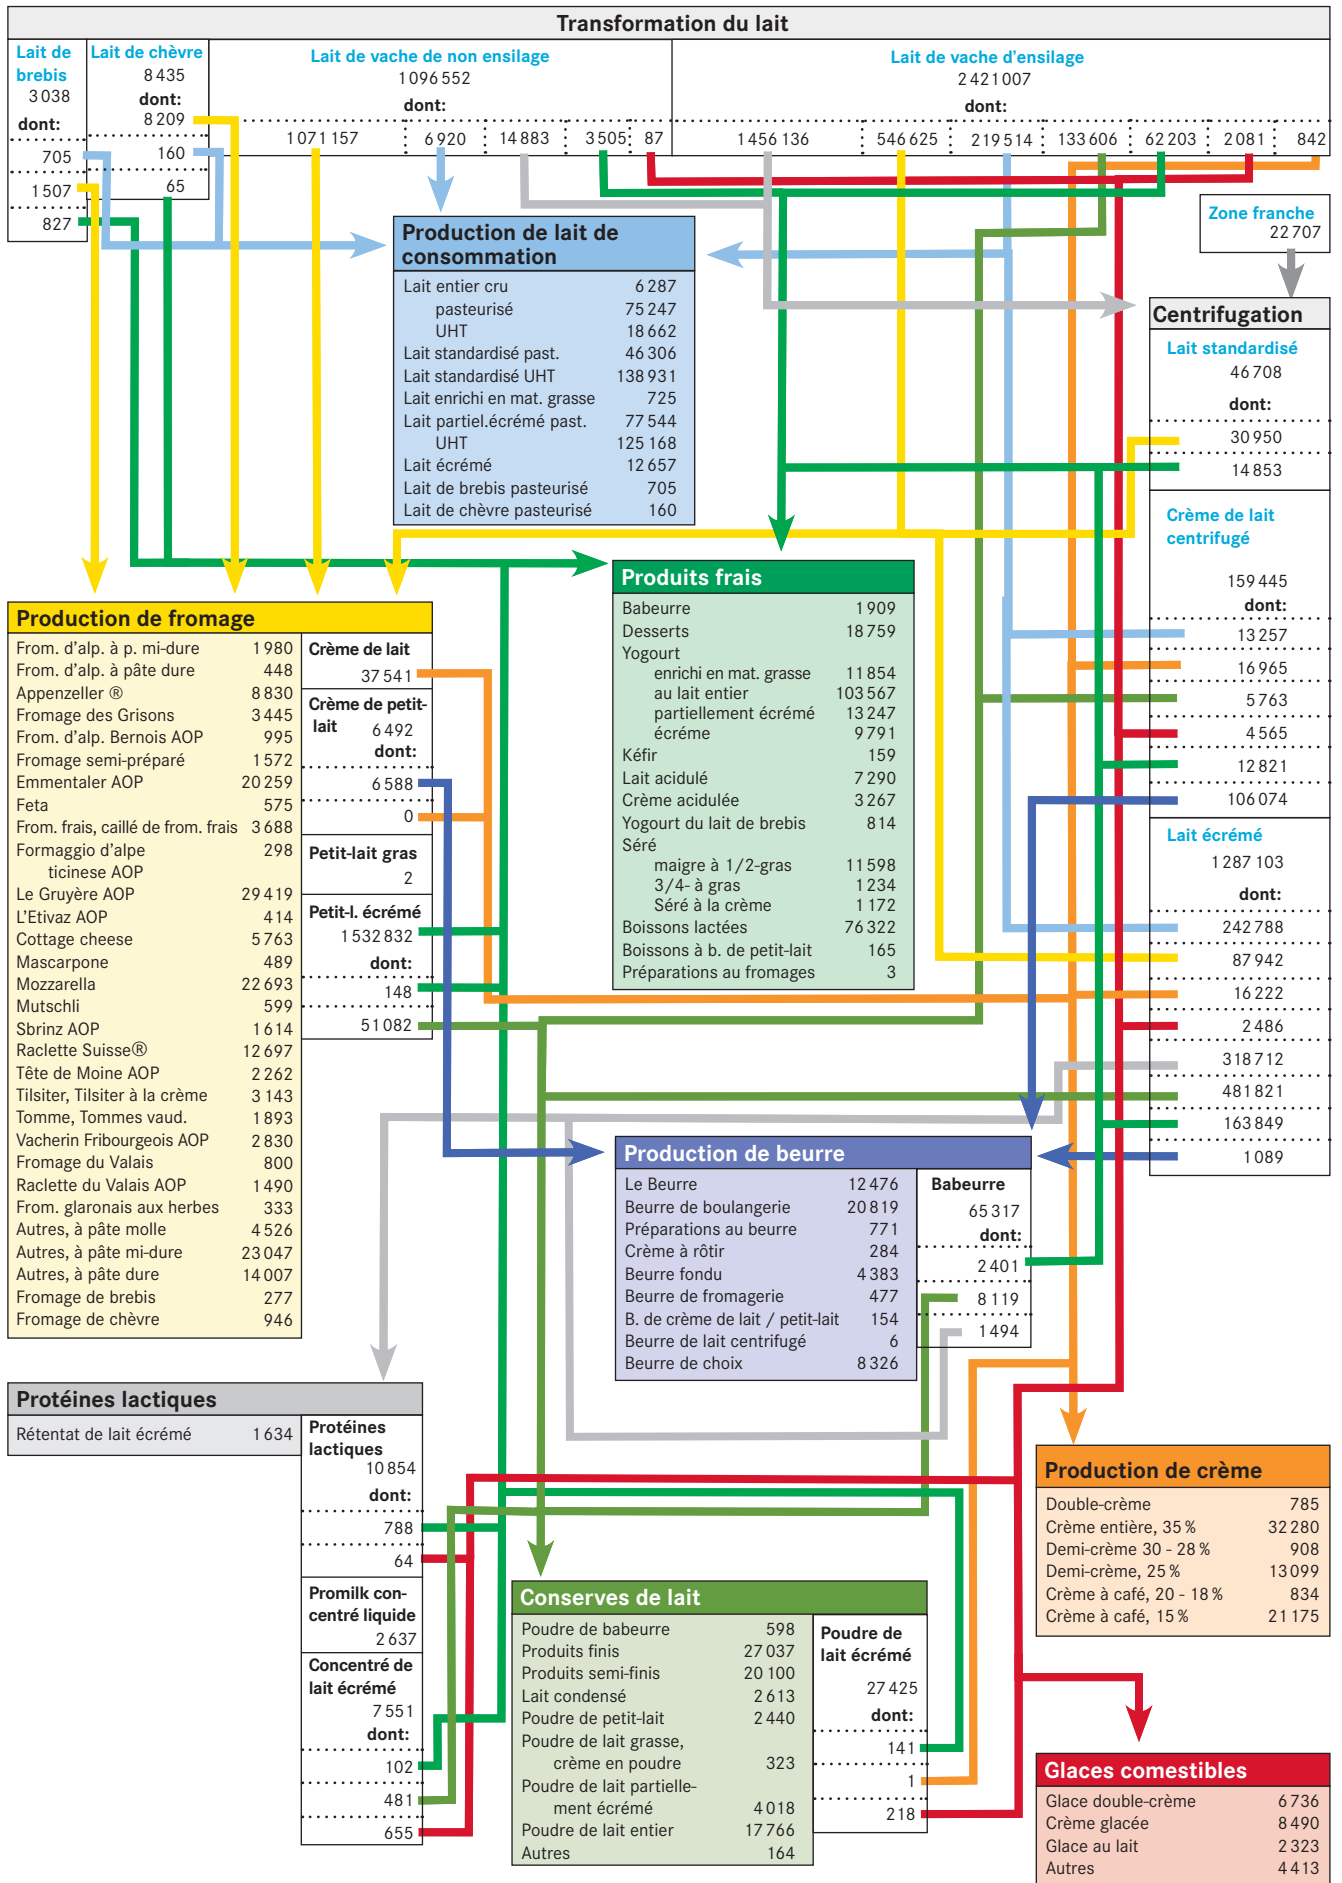 Transformation du lait
Lait de brebis
3 038
dont:
705
1 507
827
Lait de chèvre
8 435
dont:
8 209
160
65
Lait de vache de non ensilage
1 096 552
dont:
1 071 157
6 920
14 883
3 505
87
Lait de vache d'ensilage
2 421 007
dont:
1 456 136
546 625
219 514
133 606
62 203
2 081
842
Zone franche
22 707
Production de lait de
consommation
Lait entier cru 6 287
pasteurisé 75 247
UHT 18 662
Lait standardisé past. 46 306
Lait standardisé UHT 138 931
Lait enrichi en mat. grasse 725
Lait partiel.écrémé past. 77 544
UHT 125 168
Lait écrémé 12 657
Lait de brebis pasteurisé 705
Lait de chèvre pasteurisé 160
Centrifugation
Lait standardisé
46 708
dont:
30 950
14 853
Crème de lait
centrifugé
159 445
dont:
13 257
16 965
5 763
4 565
12 821
106 074
Lait écrémé
1 287 103
dont:
242 788
87 942
16 222
2 486
318 712
481 821
163 849
1 089
Produits frais
Babeurre 1 909
Desserts 18 759
Yogourt
enrichi en mat. grasse 11 854
au lait entier 103 567
partiellement écrémé 13 247
écréme 9 791
Kéfir 159
Lait acidulé 7 290
Crème acidulée 3 267
Yogourt du lait de brebis 814
Séré
maigre à 1/2-gras 11 598
3/4- à gras 1 234
Séré à la crème 1 172
Boissons lactées 76 322
Boissons à b. de petit-lait 165
Préparations au fromages 3
Production de fromage
From. d'alp. à p. mi-dure 1 980
From. d'alp. à pâte dure 448
Appenzeller ® 8 830
Fromage des Grisons 3 445
From. d'alp. Bernois AOP 995
Fromage semi-préparé 1 572
Emmentaler AOP 20 259
Feta 575
From. frais, caillé de from. frais 3 688
Formaggio d'alpe 298
ticinese AOP
Le Gruyère AOP 29 419
L'Etivaz AOP 414
Cottage cheese 5 763
Mascarpone 489
Mozzarella 22 693
Mutschli 599
Sbrinz AOP 1 614
Raclette Suisse® 12 697
Tête de Moine AOP 2 262
Tilsiter, Tilsiter à la crème 3 143
Tomme, Tommes vaud. 1 893
Vacherin Fribourgeois AOP 2 830
Fromage du Valais 800
Raclette du Valais AOP 1 490
From. glaronais aux herbes 333
Autres, à pâte molle 4 526
Autres, à pâte mi-dure 23 047
Autres, à pâte dure 14 007
Fromage de brebis 277
Fromage de chèvre 946
Crème de lait
37 541
Crème de petit-
lait 6 492
dont:
6 588
0
Petit-lait gras
2
Petit-l. écrémé
1 532 832
dont:
148
51 082
Production de beurre
Le Beurre 12 476
Beurre de boulangerie 20 819
Préparations au beurre 771
Crème à rôtir 284
Beurre fondu 4 383
Beurre de fromagerie 477
B. de crème de lait / petit-lait 154
Beurre de lait centrifugé 6
Beurre de choix 8 326
Babeurre
65 317
dont:
2 401
8 119
1 494
Protéines lactiques
Rétentat de lait écrémé 1 634
Protéines
lactiques
10 854
dont:
788
64
Promilk con-
centré liquide
2 637
Concentré de
lait écrémé
7 551
dont:
102
481
655
Conserves de lait
Poudre de babeurre 598
Produits finis 27 037
Produits semi-finis 20 100
Lait condensé 2 613
Poudre de petit-lait 2 440
Poudre de lait grasse,
crème en poudre 323
Poudre de lait partielle-
ment écrémé 4 018
Poudre de lait entier 17 766
Autres 164
Poudre de
lait écrémé
27 425
dont:
141
1
218
Production de crème
Double-crème 785
Crème entière, 35 % 32 280
Demi-crème 30 - 28 % 908
Demi-crème, 25 % 13 099
Crème à café, 20 - 18 % 834
Crème à café, 15 % 21 175
Glaces comestibles
Glace double-crème 6 736
Crème glacée 8 490
Glace au lait 2 323
Autres 4 413